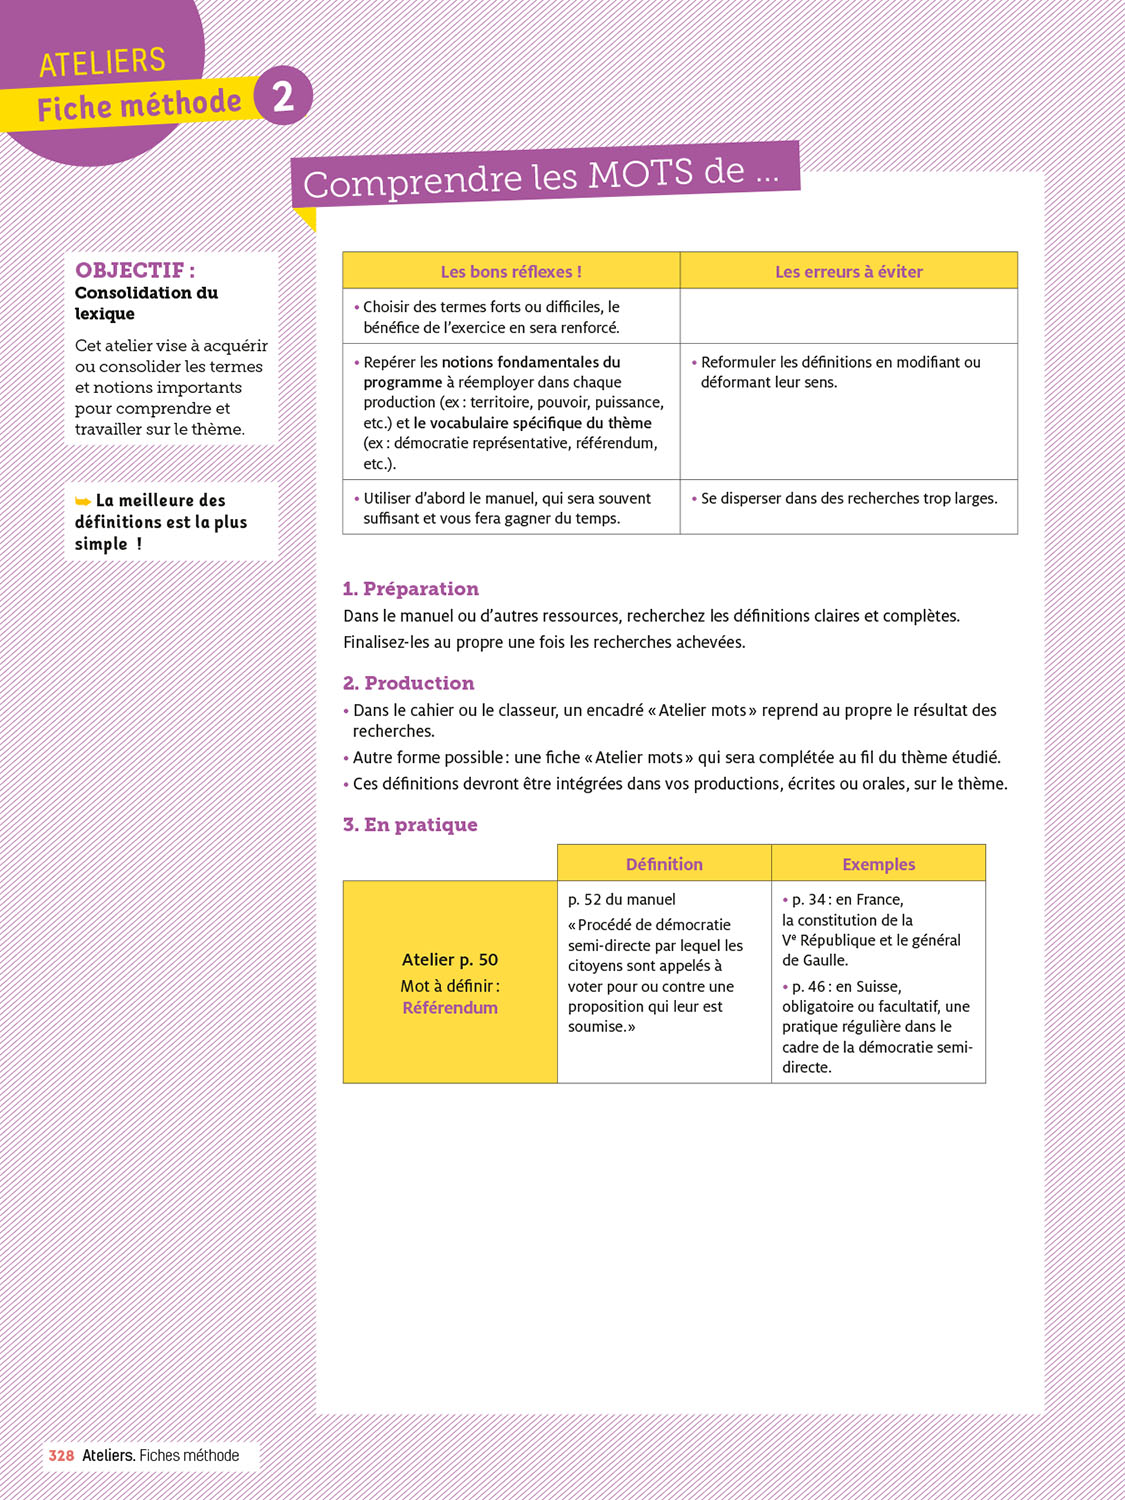 ATELIERS
Fiche méthode 2
Comprendre les MOTS de ...
OBJECTIF :
Consolidation du
lexique
Cet atelier vise à acquérir
ou consolider les termes
et notions importants
pour comprendre et
travailler sur le thème.
➥ La meilleure des
définitions est la plus
simple !
Les bons réflexes !
Les erreurs à éviter
• Choisir des termes forts ou difficiles, le
bénéfice de l'exercice en sera renforcé.
• Repérer les notions fondamentales du
programme à réemployer dans chaque
production (ex : territoire, pouvoir, puissance,
etc.) et le vocabulaire spécifique du thème
(ex : démocratie représentative, référendum,
etc.).
• Reformuler les définitions en modifiant ou
déformant leur sens.
• Utiliser d'abord le manuel, qui sera souvent
suffisant et vous fera gagner du temps.
• Se disperser dans des recherches trop larges.
1. Préparation
Dans le manuel ou d'autres ressources, recherchez les définitions claires et complètes.
Finalisez-les au propre une fois les recherches achevées.
2. Production
• Dans le cahier ou le classeur, un encadré « Atelier mots » reprend au propre le résultat des
recherches.
• Autre forme possible : une fiche « Atelier mots » qui sera complétée au fil du thème étudié.
• Ces définitions devront être intégrées dans vos productions, écrites ou orales, sur le thème.
3. En pratique
Définition
Exemples
Atelier p. 50
Mot à définir :
Référendum
p. 52 du manuel
« Procédé de démocratie
semi-directe par lequel les
citoyens sont appelés à
voter pour ou contre une
proposition qui leur est
soumise. »
• p. 34 : en France,
la constitution de la
Ve République et le général
de Gaulle.
• p. 46 : en Suisse,
obligatoire ou facultatif, une
pratique régulière dans le
cadre de la démocratie semi-
directe.
328 Ateliers. Fiches méthode